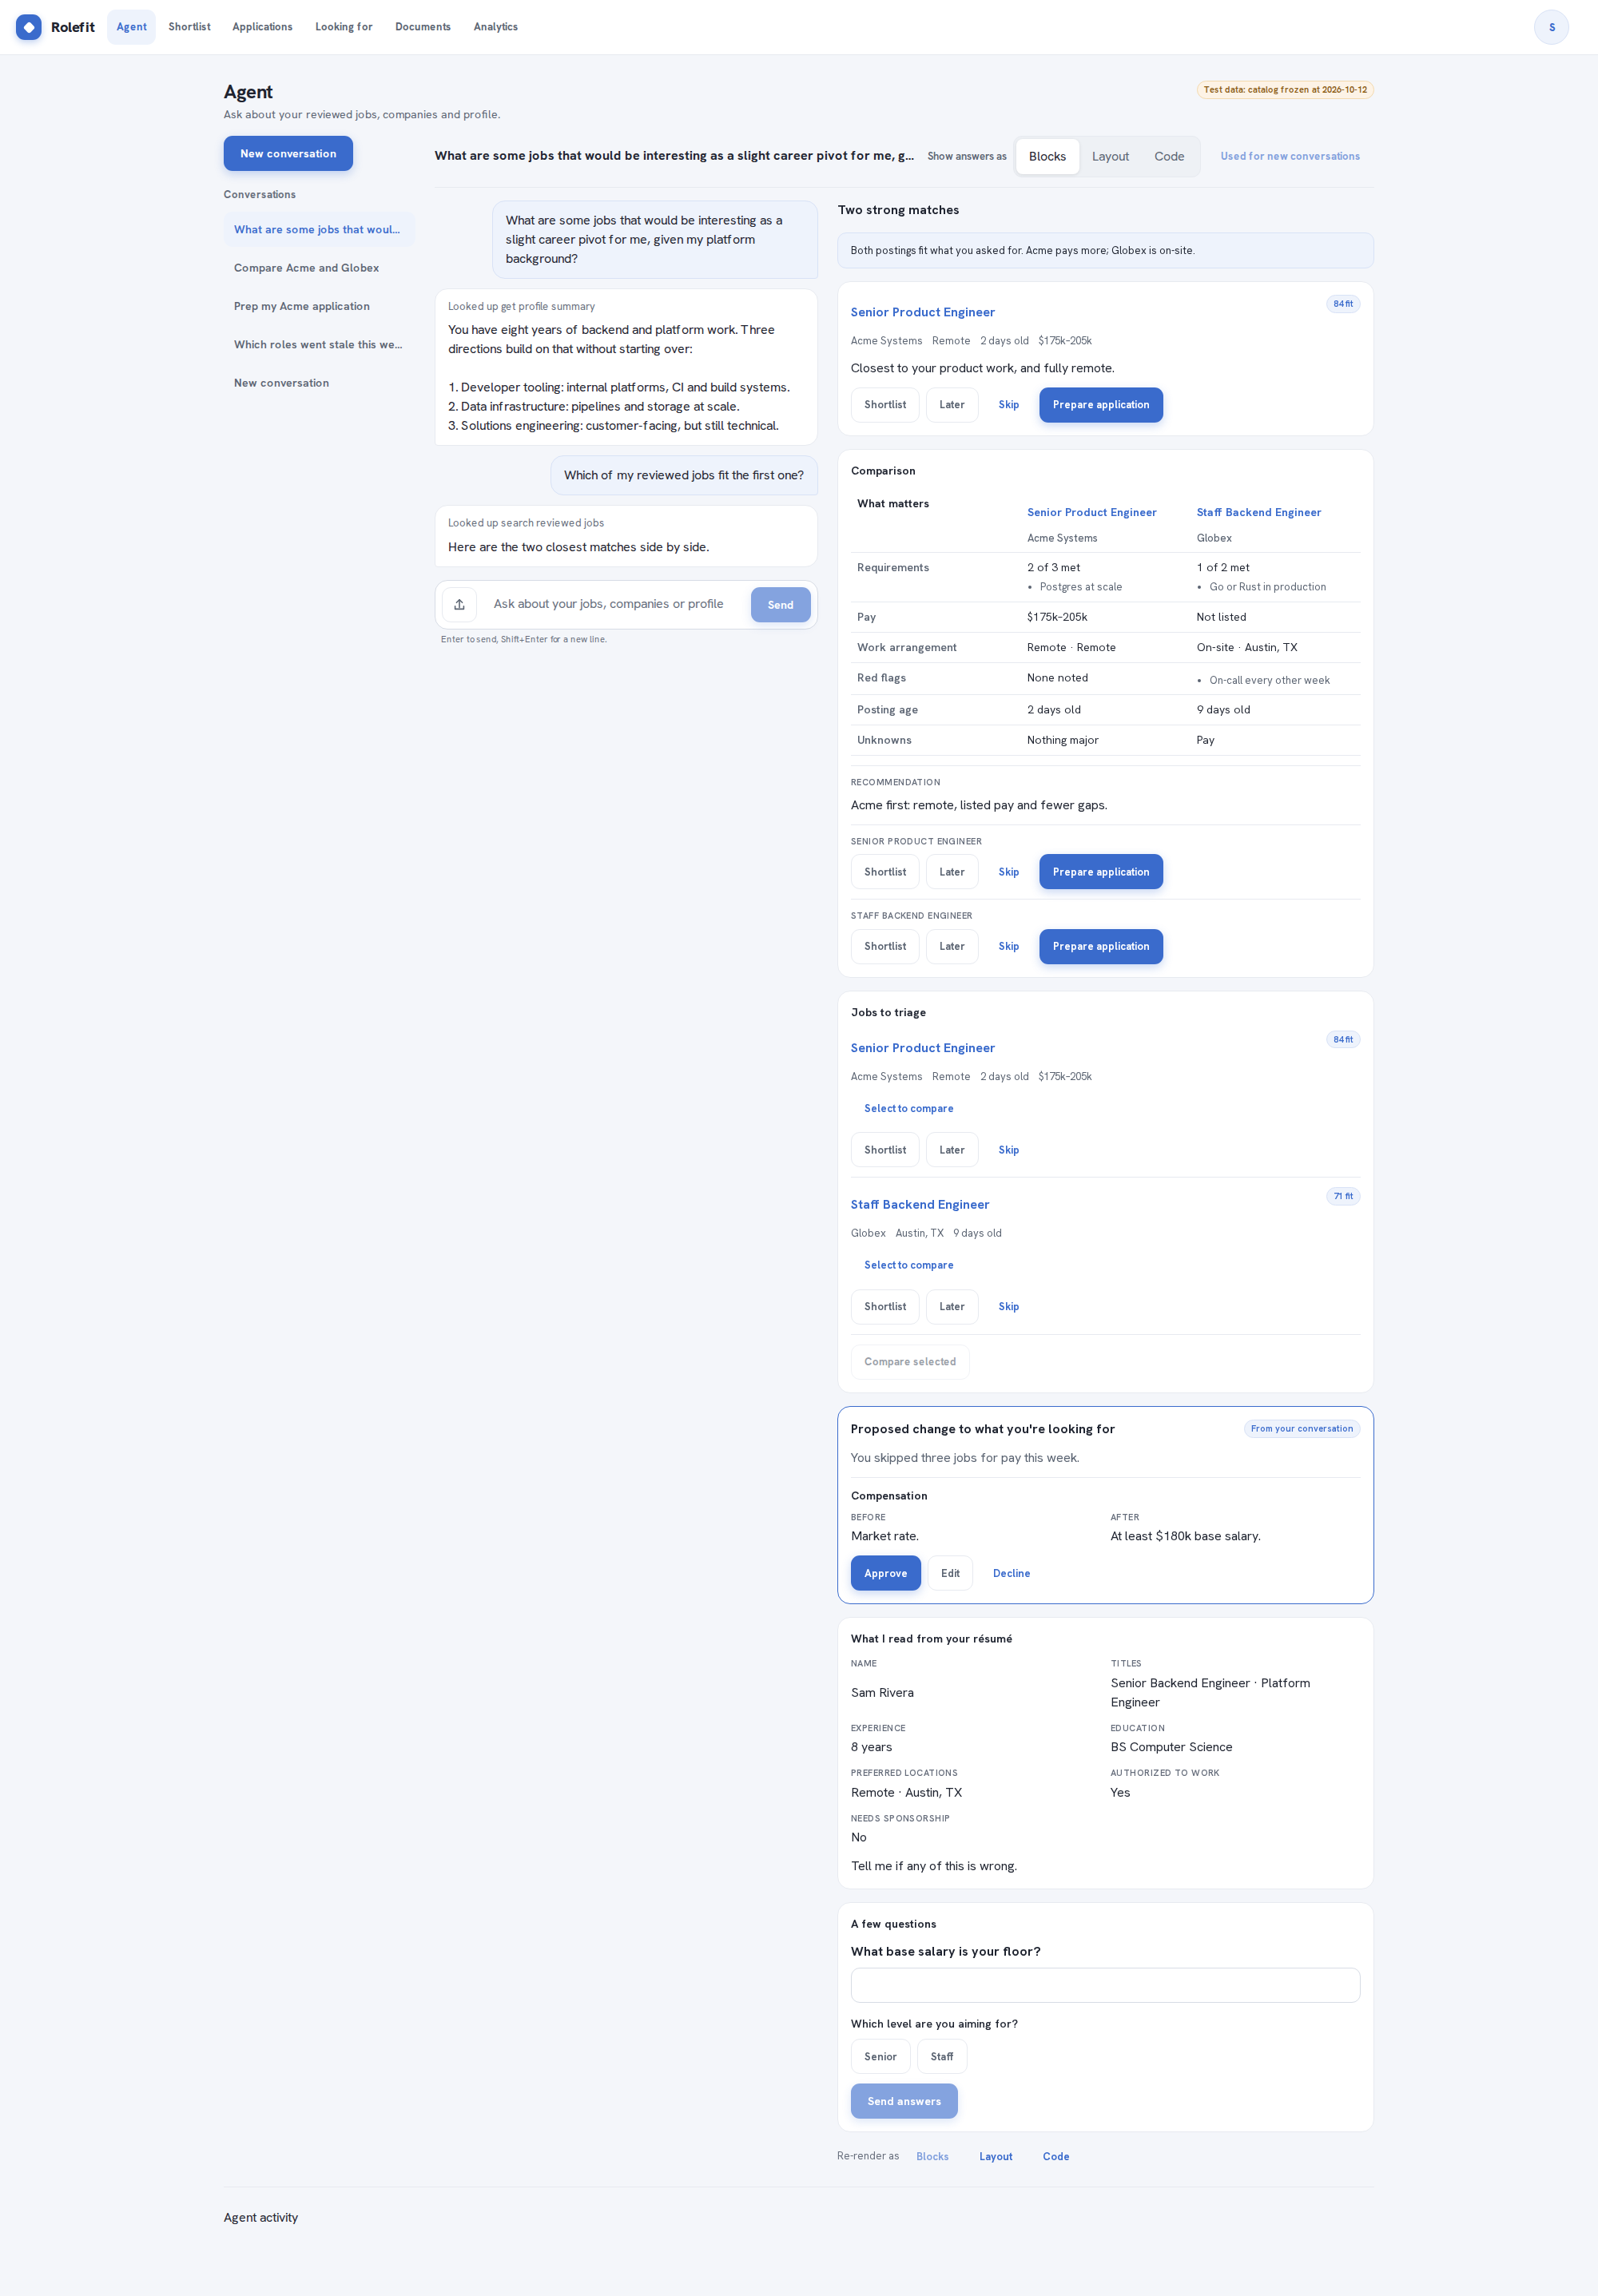 Rolefit Agent Shortlist Applications Looking for Documents Analytics S
Agent
Test data: catalog frozen at 2026-10-12
Ask about your reviewed jobs, companies and profile.
New conversation
Conversations
What are some jobs that woul...
Compare Acme and Globex
Prep my Acme application
Which roles went stale this we...
New conversation
What are some jobs that would be interesting as a slight career pivot for me, g...
Show answers as Blocks Layout Code Used for new conversations
What are some jobs that would be interesting as a
slight career pivot for me, given my platform
background?
Looked up get profile summary
You have eight years of backend and platform work. Three
directions build on that without starting over:
1. Developer tooling: internal platforms, CI and build systems.
2. Data infrastructure: pipelines and storage at scale.
3. Solutions engineering: customer-facing, but still technical.
Which of my reviewed jobs fit the first one?
Looked up search reviewed jobs
Here are the two closest matches side by side.
Ask about your jobs, companies or profile
Send
Enter to send, Shift+Enter for a new line.
Two strong matches
Both postings fit what you asked for. Acme pays more; Globex is on-site.
Senior Product Engineer
84 fit
Acme Systems Remote 2 days old $175k–205k
Closest to your product work, and fully remote.
Shortlist Later Skip Prepare application
Comparison
What matters Senior Product Engineer Staff Backend Engineer
Acme Systems Globex
Requirements 2 of 3 met 1 of 2 met
• Postgres at scale • Go or Rust in production
Pay $175k–205k Not listed
Work arrangement Remote · Remote On-site · Austin, TX
Red flags None noted • On-call every other week
Posting age 2 days old 9 days old
Unknowns Nothing major Pay
RECOMMENDATION
Acme first: remote, listed pay and fewer gaps.
SENIOR PRODUCT ENGINEER
Shortlist Later Skip Prepare application
STAFF BACKEND ENGINEER
Shortlist Later Skip Prepare application
Jobs to triage
Senior Product Engineer
84 fit
Acme Systems Remote 2 days old $175k–205k
Select to compare
Shortlist Later Skip
Staff Backend Engineer
71 fit
Globex Austin, TX 9 days old
Select to compare
Shortlist Later Skip
Compare selected
Proposed change to what you're looking for
From your conversation
You skipped three jobs for pay this week.
Compensation
BEFORE AFTER
Market rate. At least $180k base salary.
Approve Edit Decline
What I read from your résumé
NAME TITLES
Sam Rivera Senior Backend Engineer · Platform
Engineer
EXPERIENCE EDUCATION
8 years BS Computer Science
PREFERRED LOCATIONS AUTHORIZED TO WORK
Remote · Austin, TX Yes
NEEDS SPONSORSHIP
No
Tell me if any of this is wrong.
A few questions
What base salary is your floor?
Which level are you aiming for?
Senior Staff
Send answers
Re-render as Blocks Layout Code
Agent activity